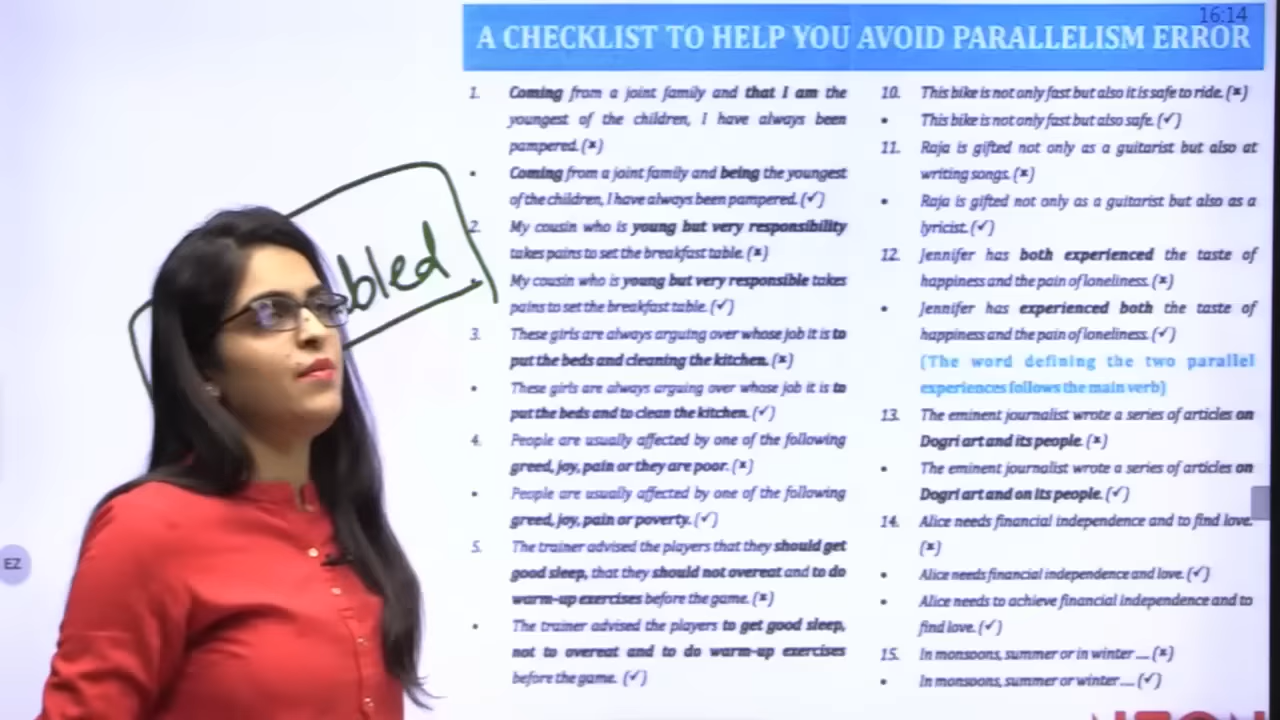 16:14
A CHECKLIST TO HELP YOU AVOID PARALLELISM ERROR
1. Coming from a joint family and that I am the
youngest of the children, I have always been
pampered. (×)
• Coming from a joint family and being the youngest
of the children, I have always been pampered. (✓)
2. My cousin who is young but very responsibility
takes pains to set the breakfast table. (×)
My cousin who is young but very responsible takes
pains to set the breakfast table. (✓)
3. These girls are always arguing over whose job it is to
put the beds and cleaning the kitchen. (×)
• These girls are always arguing over whose job it is to
put the beds and to clean the kitchen. (✓)
4. People are usually affected by one of the following
greed, joy, pain or they are poor. (×)
• People are usually affected by one of the following
greed, joy, pain or poverty. (✓)
5. The trainer advised the players that they should get
good sleep, that they should not overeat and to do
warm-up exercises before the game. (×)
• The trainer advised the players to get good sleep,
not to overeat and to do warm-up exercises
before the game. (✓)
10. This bike is not only fast but also it is safe to ride. (×)
• This bike is not only fast but also safe. (✓)
11. Raja is gifted not only as a guitarist but also at
writing songs. (×)
• Raja is gifted not only as a guitarist but also as a
lyricist. (✓)
12. Jennifer has both experienced the taste of
happiness and the pain of loneliness. (×)
• Jennifer has experienced both the taste of
happiness and the pain of loneliness. (✓)
(The word defining the two parallel
experiences follows the main verb)
13. The eminent journalist wrote a series of articles on
Dogri art and its people. (×)
• The eminent journalist wrote a series of articles on
Dogri art and on its people. (✓)
14. Alice needs financial independence and to find love.
(×)
• Alice needs financial independence and love. (✓)
• Alice needs to achieve financial independence and to
find love. (✓)
15. In monsoons, summer or in winter .... (×)
• In monsoons, summer or winter .... (✓)
bled
EZ